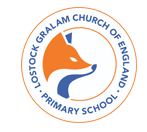 LOSTOCK GRALAM CHURCH OF ENGLAND
PRIMARY SCHOOL